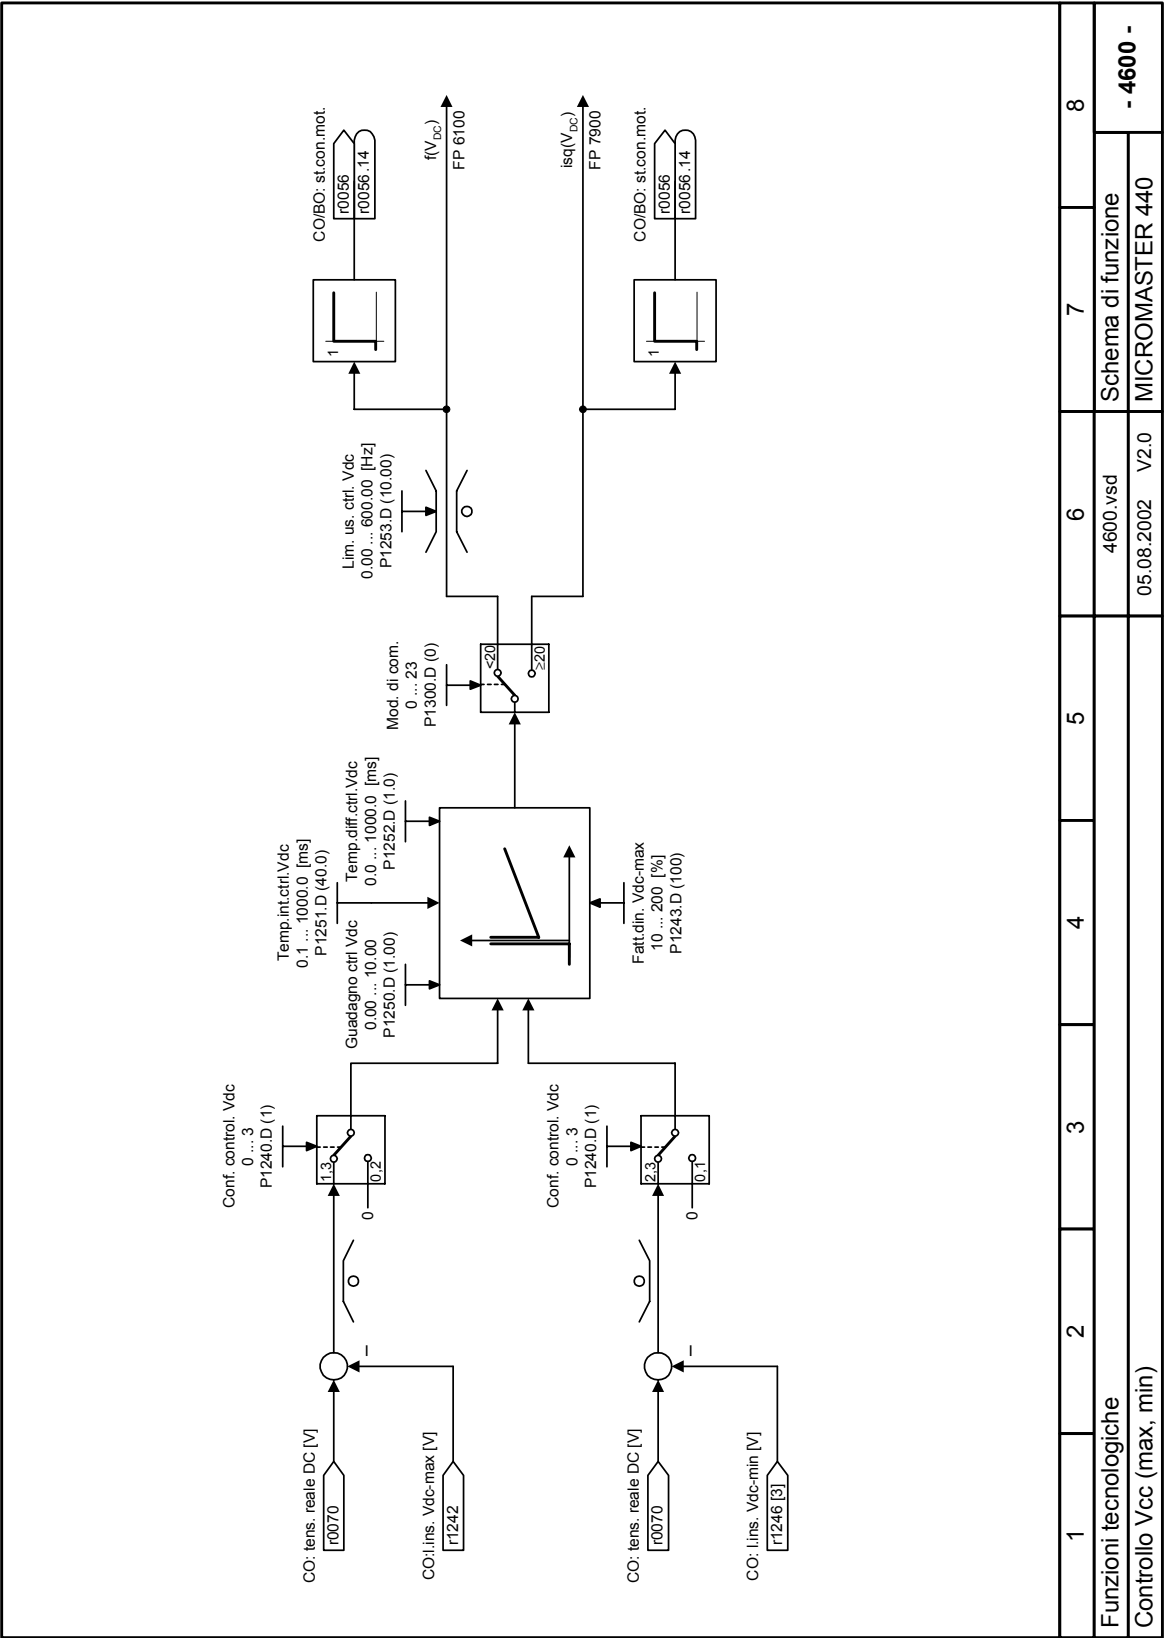 CO: tens. reale DC [V]
r0070
CO:l.ins. Vdc-max [V]
r1242
–
Conf. control. Vdc
0 ... 3
P1240.D (1)
1,3
0,2
0
CO: tens. reale DC [V]
r0070
CO: l.ins. Vdc-min [V]
r1246 [3]
–
Conf. control. Vdc
0 ... 3
P1240.D (1)
2,3
0,1
0
Temp.int.ctrl.Vdc
0.1 ... 1000.0 [ms]
P1251.D (40.0)
Guadagno ctrl Vdc
0.00 ... 10.00
P1250.D (1.00)
Temp.diff.ctrl.Vdc
0.0 ... 1000.0 [ms]
P1252.D (1.0)
Fatt.din. Vdc-max
10 ... 200 [%]
P1243.D (100)
Mod. di com.
0 ... 23
P1300.D (0)
<20
≥20
Lim. us. ctrl. Vdc
0.00 ... 600.00 [Hz]
P1253.D (10.00)
1
CO/BO: st.con.mot.
r0056
r0056 .14
f(VDC)
FP 6100
isq(VDC)
FP 7900
1
CO/BO: st.con.mot.
r0056
r0056 .14
1 2 3 4 5 6 7 8
Funzioni tecnologiche
4600.vsd
Schema di funzione
- 4600 -
Controllo Vcc (max, min)
05.08.2002 V2.0
MICROMASTER 440